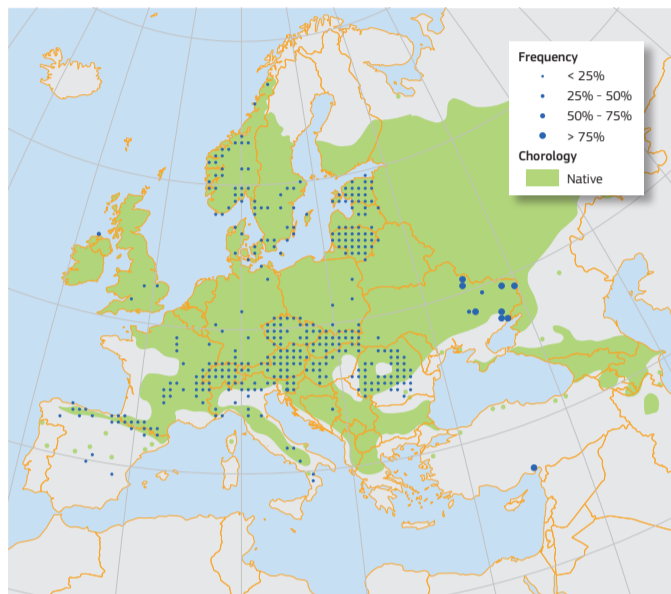 Frequency
< 25%
25% - 50%
50% - 75%
> 75%
Chorology
Native